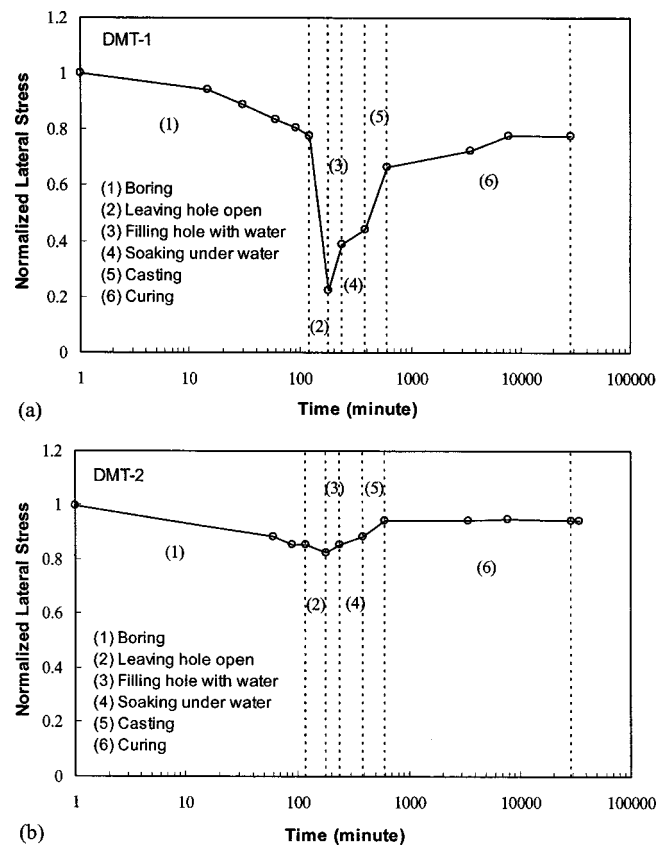 1.2
DMT-1
1
0.8
0.6
0.4
0.2
0
Normalized Lateral Stress
(1)
(2)
(3)
(4)
(5)
(6)
(1) Boring
(2) Leaving hole open
(3) Filling hole with water
(4) Soaking under water
(5) Casting
(6) Curing
1 10 100 1000 10000 100000
Time (minute)
(a)
1.2
DMT-2
1
0.8
0.6
0.4
0.2
0
Normalized Lateral Stress
(1)
(2)
(3)
(4)
(5)
(6)
(1) Boring
(2) Leaving hole open
(3) Filling hole with water
(4) Soaking under water
(5) Casting
(6) Curing
1 10 100 1000 10000 100000
Time (minute)
(b)